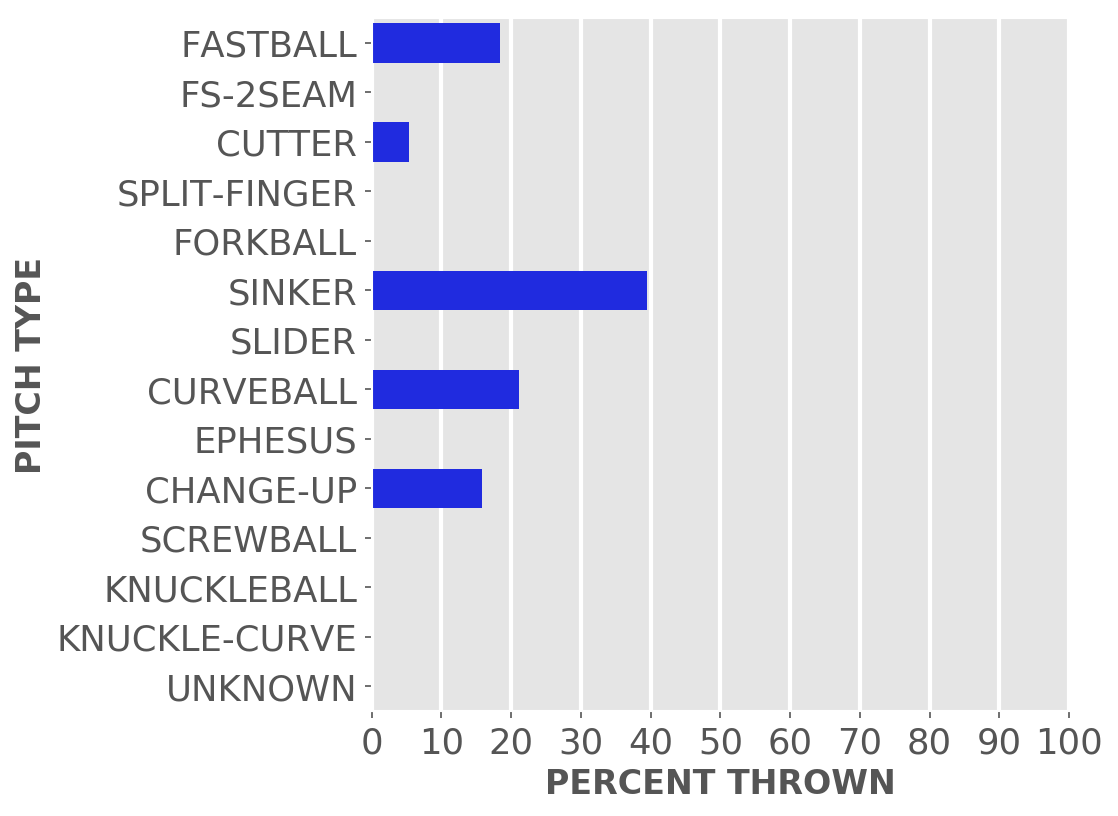 FASTBALL
FS-2SEAM
CUTTER
SPLIT-FINGER
FORKBALL
SINKER
SLIDER
CURVEBALL
EPHESUS
CHANGE-UP
SCREWBALL
KNUCKLEBALL
KNUCKLE-CURVE
UNKNOWN
PITCH TYPE
0 10 20 30 40 50 60 70 80 90 100
PERCENT THROWN